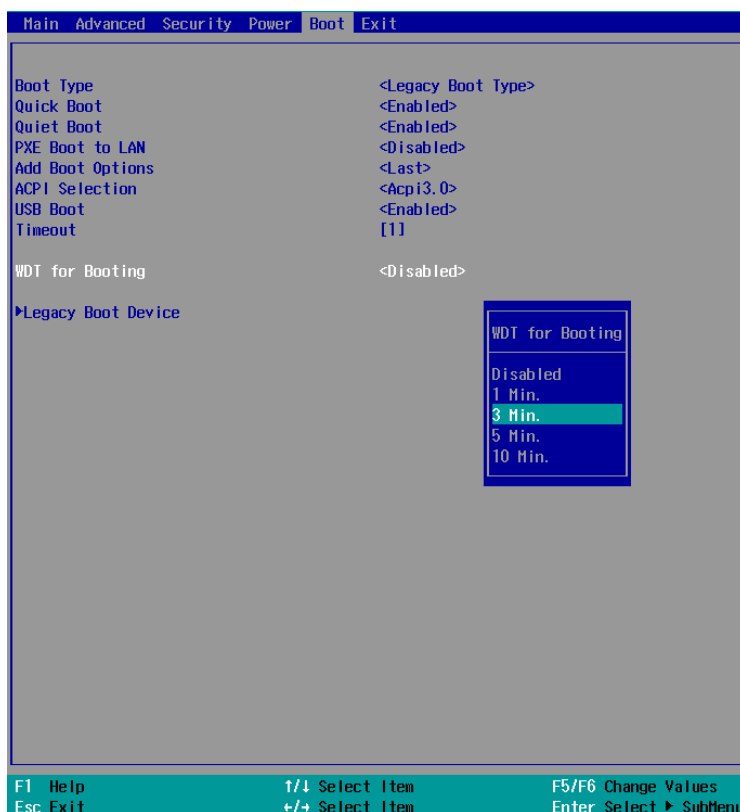 Main Advanced Security Power Boot Exit
Boot Type <Legacy Boot Type>
Quick Boot <Enabled>
Quiet Boot <Enabled>
PXE Boot to LAN <Disabled>
Add Boot Options <Last>
ACPI Selection <Acpi3.0>
USB Boot <Enabled>
Timeout [1]
WDT for Booting <Disabled>
▶Legacy Boot Device
WDT for Booting
Disabled
1 Min.
3 Min.
5 Min.
10 Min.
F1 Help ↑/↓ Select Item F5/F6 Change Values
Esc Exit ←/→ Select Item Enter Select ▶ SubMenu